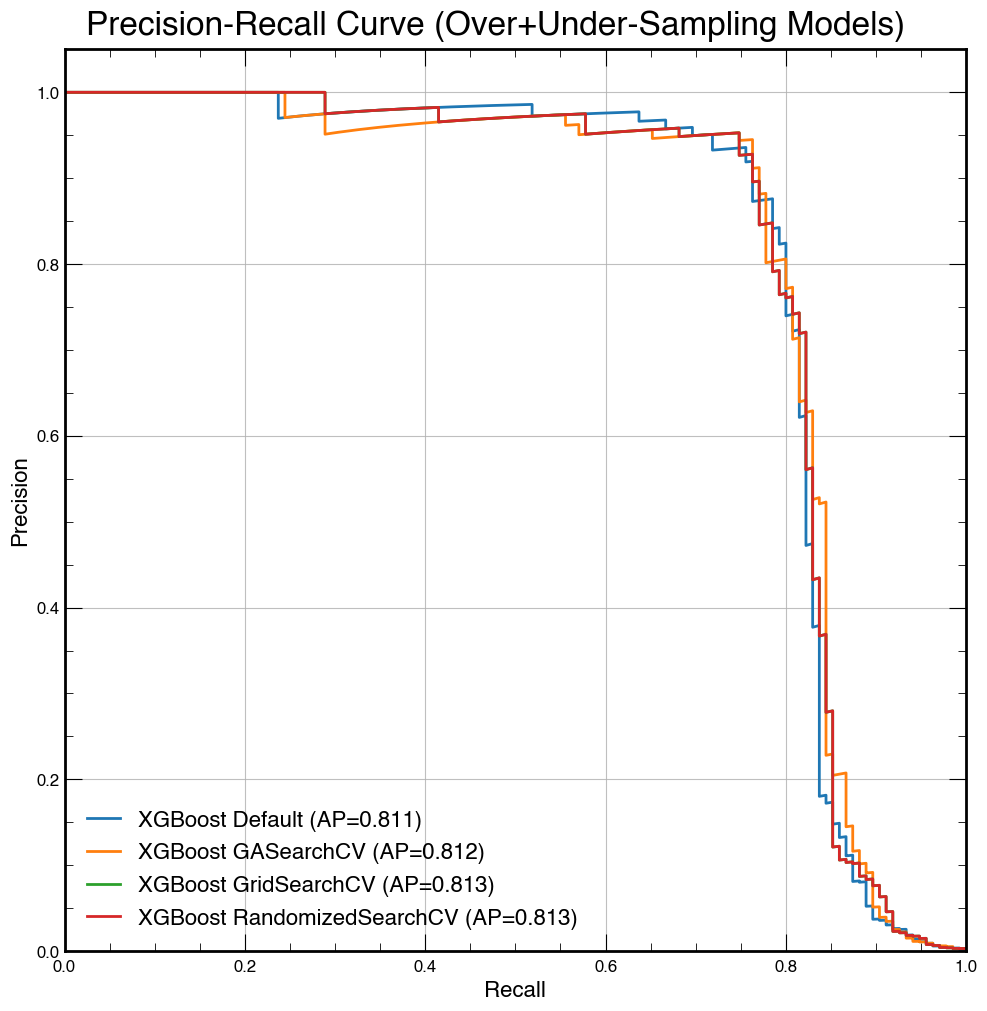 Precision-Recall Curve (Over+Under-Sampling Models)
1.0
0.8
0.6
0.4
0.2
0.0
Precision
XGBoost Default (AP=0.811)
XGBoost GASearchCV (AP=0.812)
XGBoost GridSearchCV (AP=0.813)
XGBoost RandomizedSearchCV (AP=0.813)
0.0 0.2 0.4 0.6 0.8 1.0
Recall